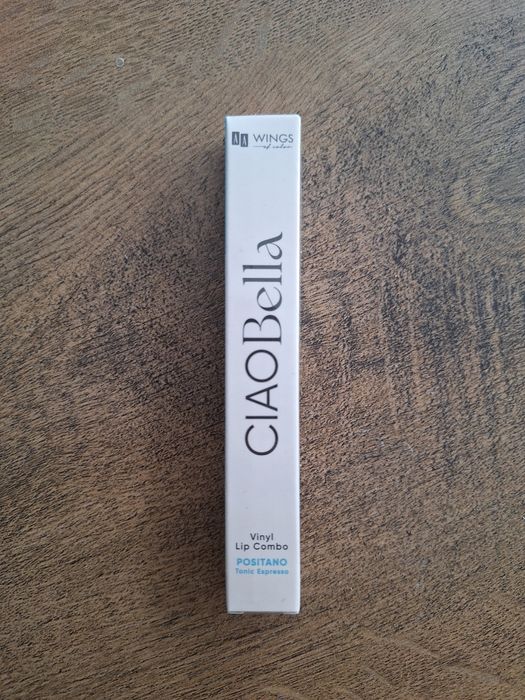 AA WINGS
of color
CIAOBella
Vinyl
Lip Combo
POSITANO
Tonic Espresso